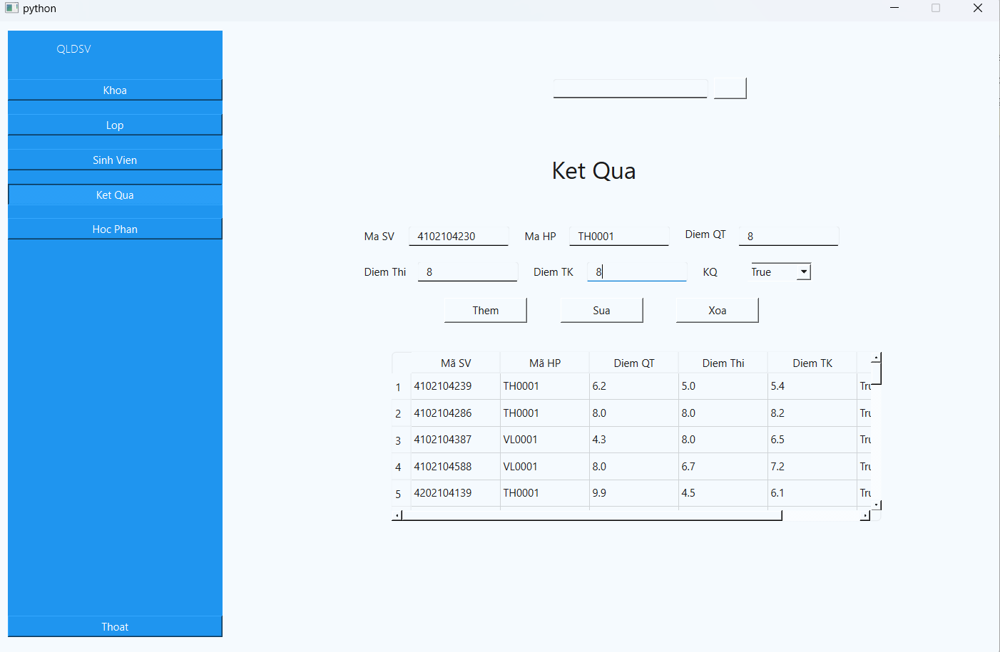 python
QLDSV
Khoa
Lop
Sinh Vien
Ket Qua
Hoc Phan
Thoat
Ket Qua
Ma SV 4102104230 Ma HP TH0001 Diem QT 8
Diem Thi 8 Diem TK 8 KQ True
Them Sua Xoa
Mã SV Mã HP Diem QT Diem Thi Diem TK
1 4102104239 TH0001 6.2 5.0 5.4 Tru
2 4102104286 TH0001 8.0 8.0 8.2 Tru
3 4102104387 VL0001 4.3 8.0 6.5 Tru
4 4102104588 VL0001 8.0 6.7 7.2 Tru
5 4202104139 TH0001 9.9 4.5 6.1 Tru